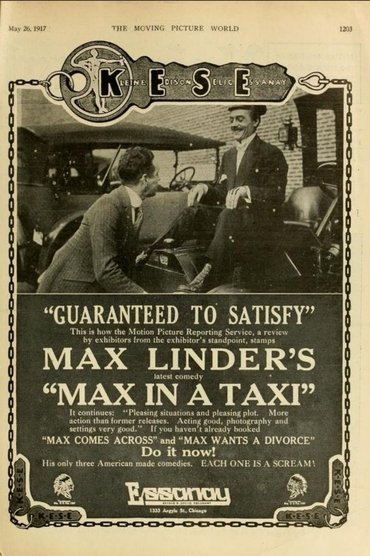 May 26, 1917 THE MOVING PICTURE WORLD 1203
K·E·S·E
KLEINE EDISON SELIG ESSANAY
"GUARANTEED TO SATISFY"
This is how the Motion Picture Reporting Service, a review
by exhibitors from the exhibitor's standpoint, stamps
MAX LINDER'S
latest comedy
"MAX IN A TAXI"
It continues: "Pleasing situations and pleasing plot. More
action than former releases. Acting good, photography and
settings very good." If you haven't already booked
"MAX COMES ACROSS" and "MAX WANTS A DIVORCE"
Do it now!
His only three American made comedies. EACH ONE IS A SCREAM!
Essanay
1333 Argyle St., Chicago
K·E·S·E
K·E·S·E
K·E·S·E
K·E·S·E